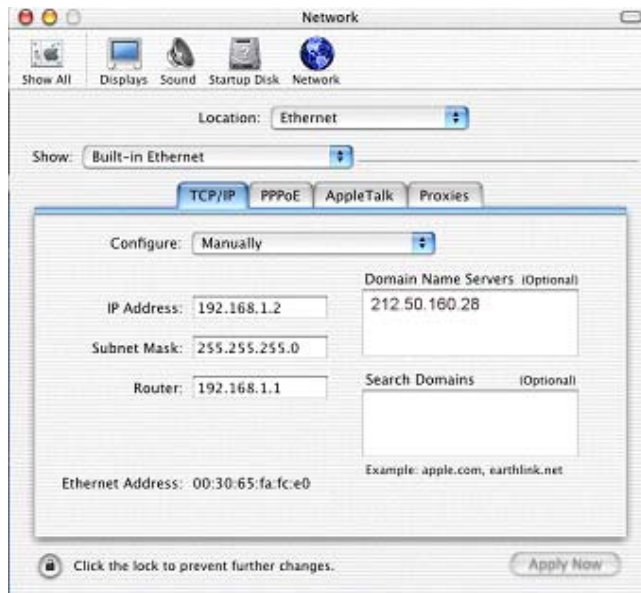 Network
Show All Displays Sound Startup Disk Network
Location: Ethernet
Show: Built-in Ethernet
TCP/IP PPPoE AppleTalk Proxies
Configure: Manually
Domain Name Servers (Optional)
IP Address: 192.168.1.2
212.50.160.28
Subnet Mask: 255.255.255.0
Router: 192.168.1.1
Search Domains (Optional)
Example: apple.com, earthlink.net
Ethernet Address: 00:30:65:fa:fc:e0
Click the lock to prevent further changes.
Apply Now